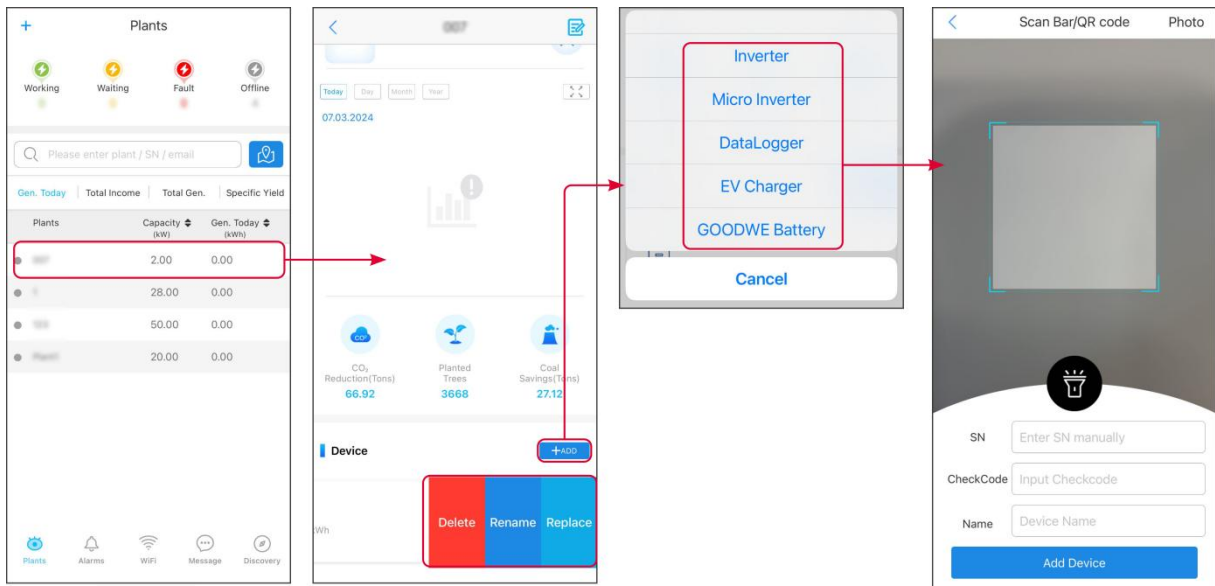 Plants
Working
Waiting
Fault
Offline
Please enter plant / SN / email
Gen. Today
Total Income
Total Gen.
Specific Yield
Plants
Capacity
(kW)
Gen. Today
(kWh)
2.00
0.00
28.00
0.00
50.00
0.00
20.00
0.00
Plants
Alarms
WiFi
Message
Discovery
007
Today
Day
Month
Year
07.03.2024
CO₂
Reduction(Tons)
66.92
Planted
Trees
3668
Coal
Savings(Tons)
27.12
Device
+ADD
Delete
Rename
Replace
Inverter
Micro Inverter
DataLogger
EV Charger
GOODWE Battery
Cancel
Scan Bar/QR code
Photo
SN
Enter SN manually
CheckCode
Input Checkcode
Name
Device Name
Add Device